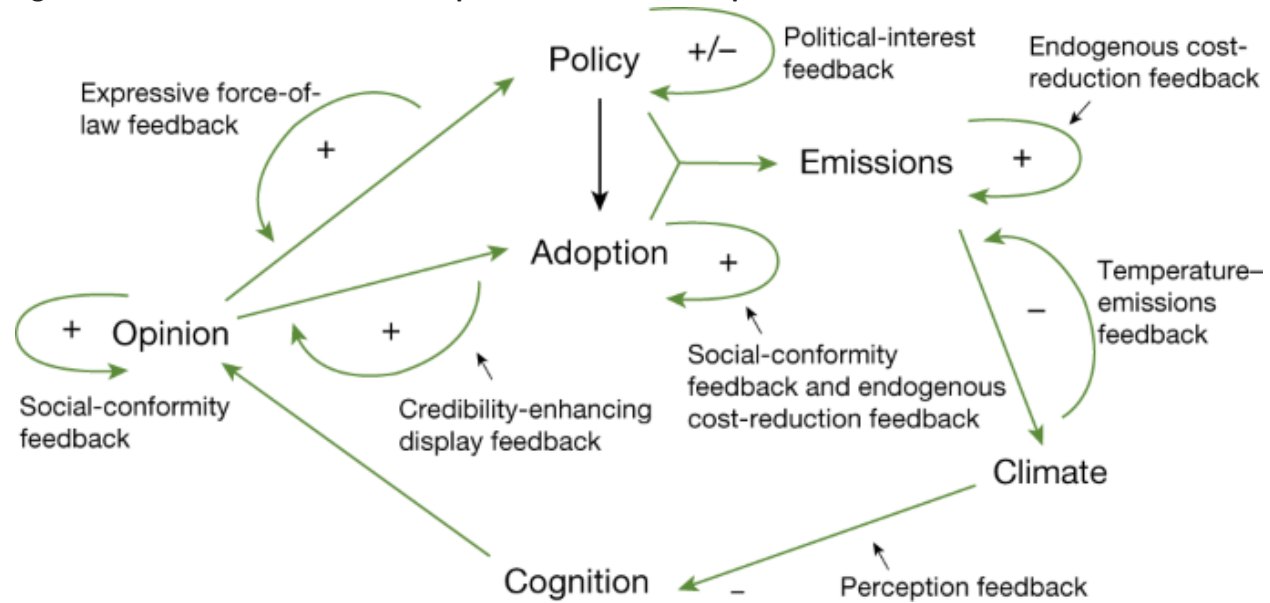 Policy
+/−
Political-interest
feedback
Endogenous cost-
reduction feedback
Expressive force-of-
law feedback
+
Emissions
+
Adoption
+
Temperature–
emissions
feedback
−
+
Opinion
+
Social-conformity
feedback
Credibility-enhancing
display feedback
Social-conformity
feedback and endogenous
cost-reduction feedback
Climate
Cognition
−
Perception feedback